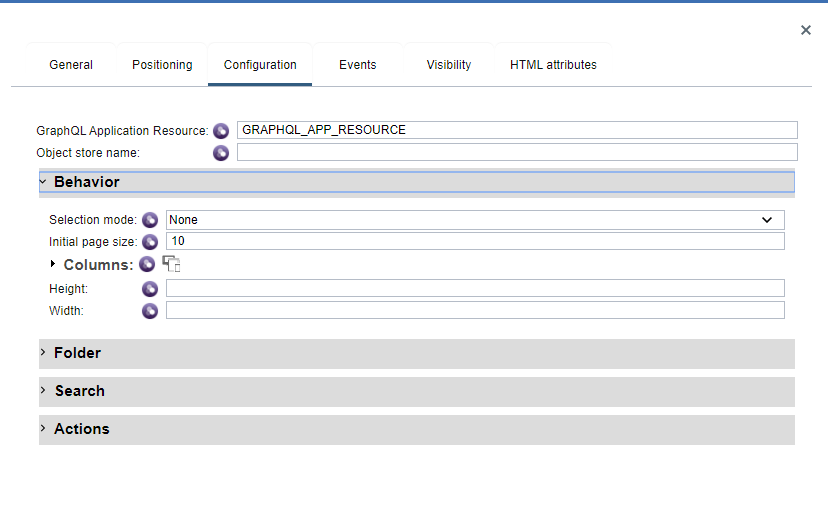 General Positioning Configuration Events Visibility HTML attributes
GraphQL Application Resource: GRAPHQL_APP_RESOURCE
Object store name:
Behavior
Selection mode: None
Initial page size: 10
Columns:
Height:
Width:
Folder
Search
Actions